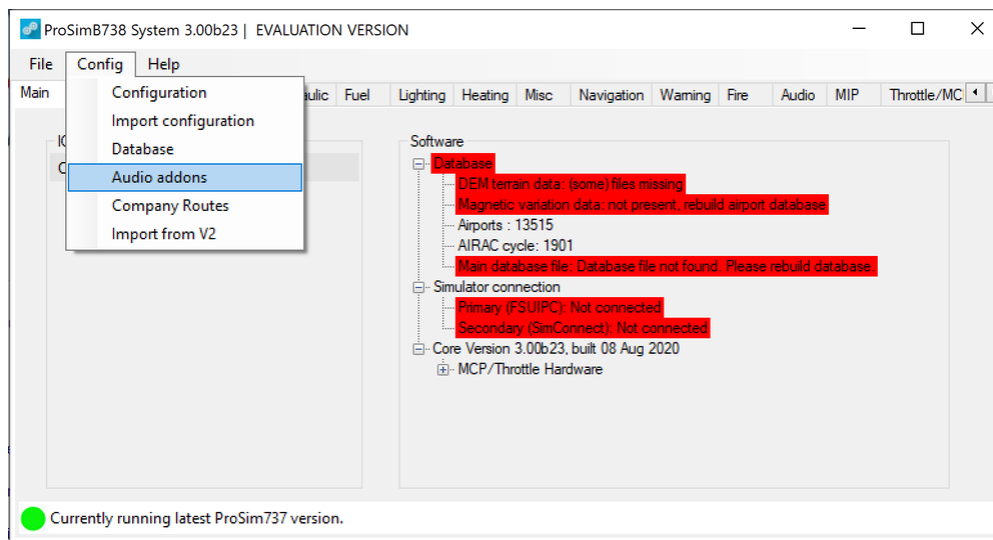 ProSimB738 System 3.00b23 | EVALUATION VERSION
File Config Help
Main Fuel Lighting Heating Misc Navigation Warning Fire Audio MIP Throttle/MC
Configuration
Import configuration
Database
Audio addons
Company Routes
Import from V2
Software
Database
DEM terrain data: (some) files missing
Magnetic variation data: not present, rebuild airport database
Airports : 13515
AIRAC cycle: 1901
Main database file: Database file not found. Please rebuild database.
Simulator connection
Primary (FSUIPC): Not connected
Secondary (SimConnect): Not connected
Core Version 3.00b23, built 08 Aug 2020
MCP/Throttle Hardware
Currently running latest ProSim737 version.